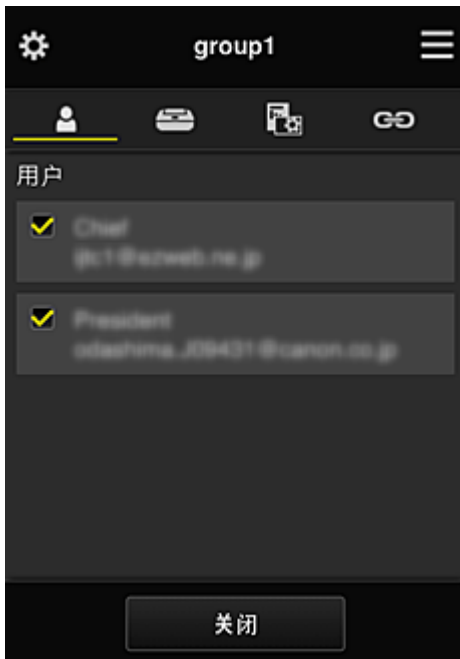 group1
用户
Chief
President
关闭